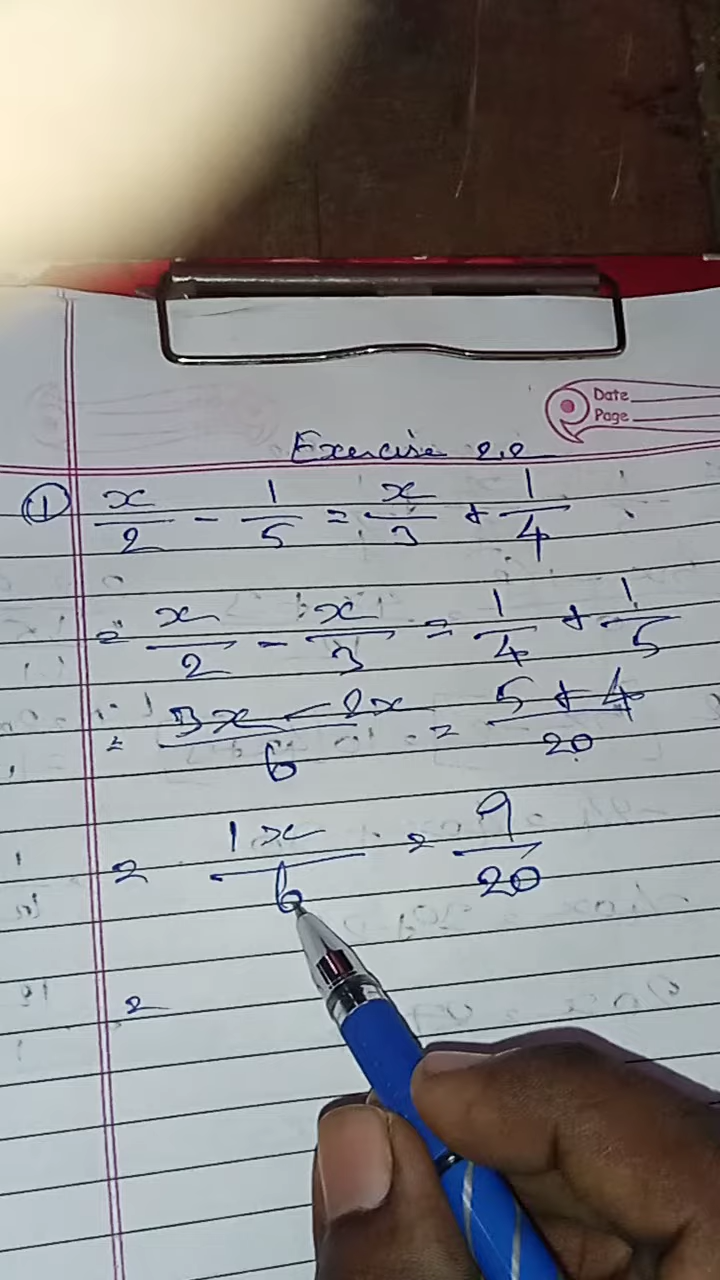 Date
Page
Exercise 2.2
① x/2 - 1/5 = x/3 + 1/4
= x/2 - x/3 = 1/4 + 1/5
= 3x - 2x/6 = 5 + 4/20
= 1x/6 = 9/20
=